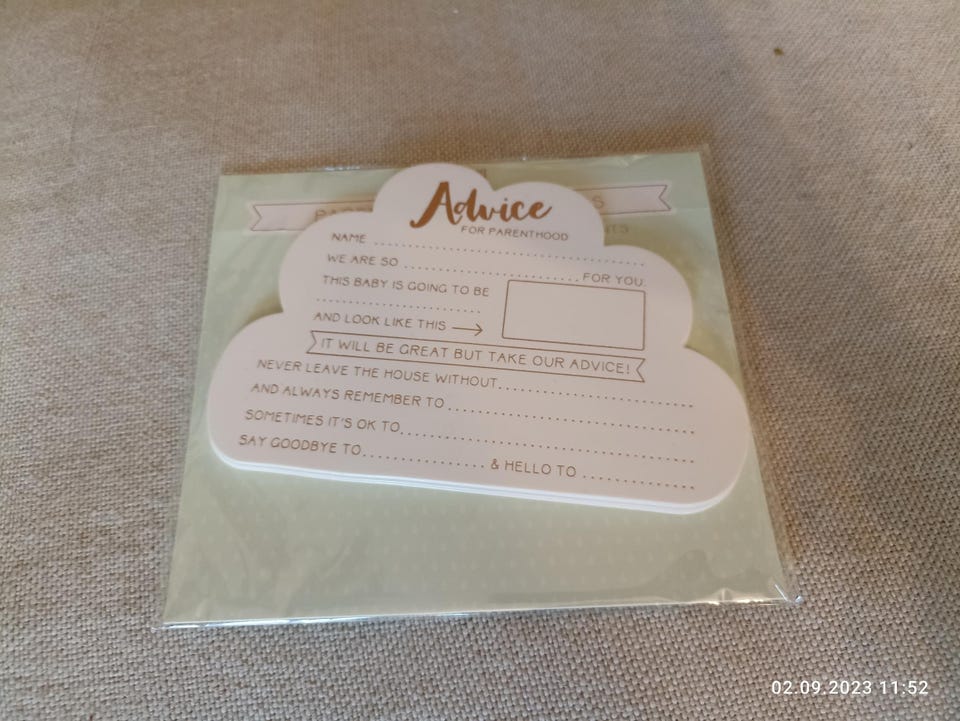 Advice
FOR PARENTHOOD
NAME
WE ARE SO FOR YOU.
THIS BABY IS GOING TO BE
AND LOOK LIKE THIS
IT WILL BE GREAT BUT TAKE OUR ADVICE!
NEVER LEAVE THE HOUSE WITHOUT
AND ALWAYS REMEMBER TO
SOMETIMES IT'S OK TO
SAY GOODBYE TO & HELLO TO
02.09.2023 11:52